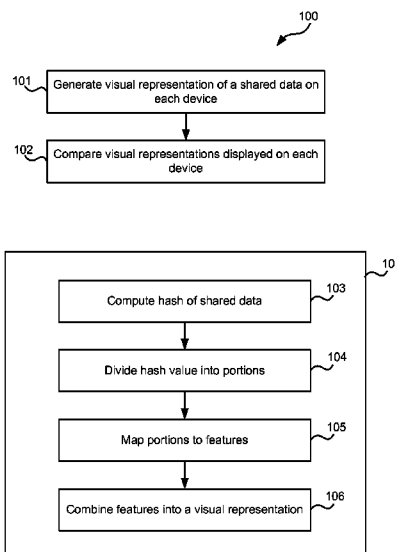 100
101
Generate visual representation of a shared data on
each device
102
Compare visual representations displayed on each
device
10
Compute hash of shared data
103
Divide hash value into portions
104
Map portions to features
105
Combine features into a visual representation
106